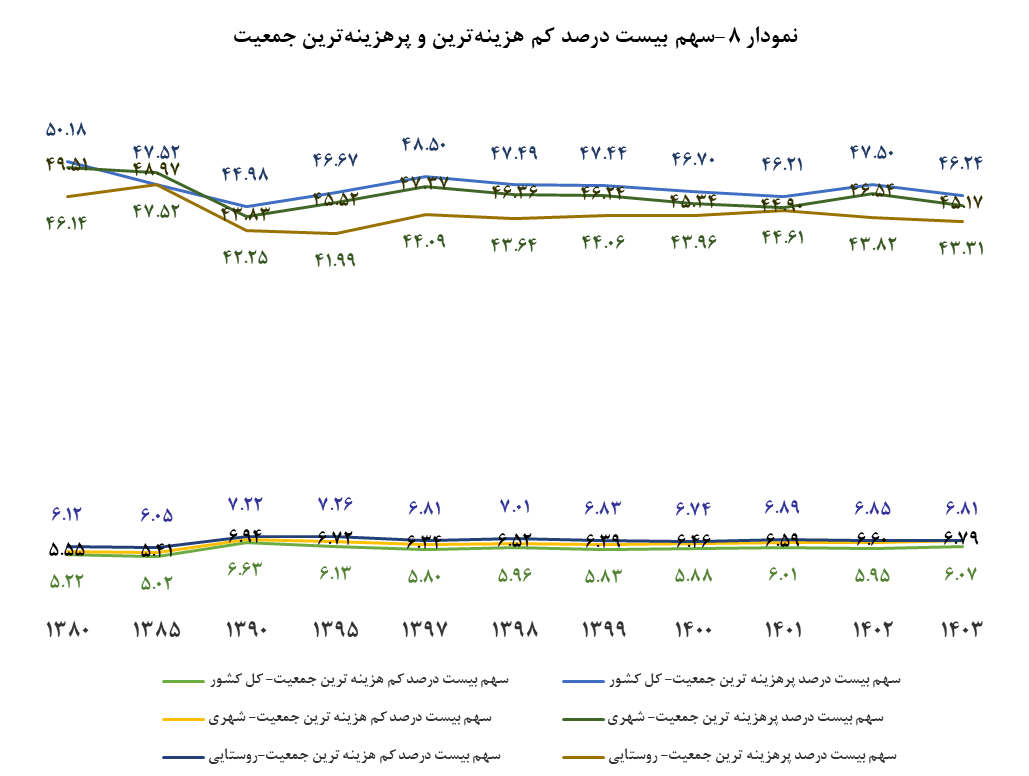 نمودار ۸ –سهم بیست درصد کم هزینه‌ترین و پرهزینه‌ترین جمعیت
۵۰.۱۸ ۴۷.۵۲ ۴۴.۹۸ ۴۶.۶۷ ۴۸.۵۰ ۴۷.۴۹ ۴۷.۴۴ ۴۶.۷۰ ۴۶.۲۱ ۴۷.۵۰ ۴۶.۲۴
۴۹.۵۱ ۴۸.۹۷ ۴۳.۸۳ ۴۵.۵۲ ۴۷.۳۷ ۴۶.۳۶ ۴۶.۲۴ ۴۵.۳۴ ۴۴.۹۰ ۴۶.۵۴ ۴۵.۱۷
۴۶.۱۴ ۴۷.۵۲ ۴۲.۲۵ ۴۱.۹۹ ۴۴.۰۹ ۴۳.۶۴ ۴۴.۰۶ ۴۳.۹۶ ۴۴.۶۱ ۴۳.۸۲ ۴۳.۳۱
۶.۱۲ ۶.۰۵ ۷.۲۲ ۷.۲۶ ۶.۸۱ ۷.۰۱ ۶.۸۳ ۶.۷۴ ۶.۸۹ ۶.۸۵ ۶.۸۱
۵.۵۵ ۵.۴۱ ۶.۹۴ ۶.۷۲ ۶.۳۴ ۶.۵۲ ۶.۳۹ ۶.۴۶ ۶.۵۹ ۶.۶۰ ۶.۷۹
۵.۲۲ ۵.۰۲ ۶.۶۳ ۶.۱۳ ۵.۸۰ ۵.۹۶ ۵.۸۳ ۵.۸۸ ۶.۰۱ ۵.۹۵ ۶.۰۷
۱۳۸۰ ۱۳۸۵ ۱۳۹۰ ۱۳۹۵ ۱۳۹۷ ۱۳۹۸ ۱۳۹۹ ۱۴۰۰ ۱۴۰۱ ۱۴۰۲ ۱۴۰۳
سهم بیست درصد پرهزینه ترین جمعیت- کل کشور
سهم بیست درصد کم هزینه ترین جمعیت- کل کشور
سهم بیست درصد پرهزینه ترین جمعیت- شهری
سهم بیست درصد کم هزینه ترین جمعیت- شهری
سهم بیست درصد پرهزینه ترین جمعیت- روستایی
سهم بیست درصد کم هزینه ترین جمعیت-روستایی